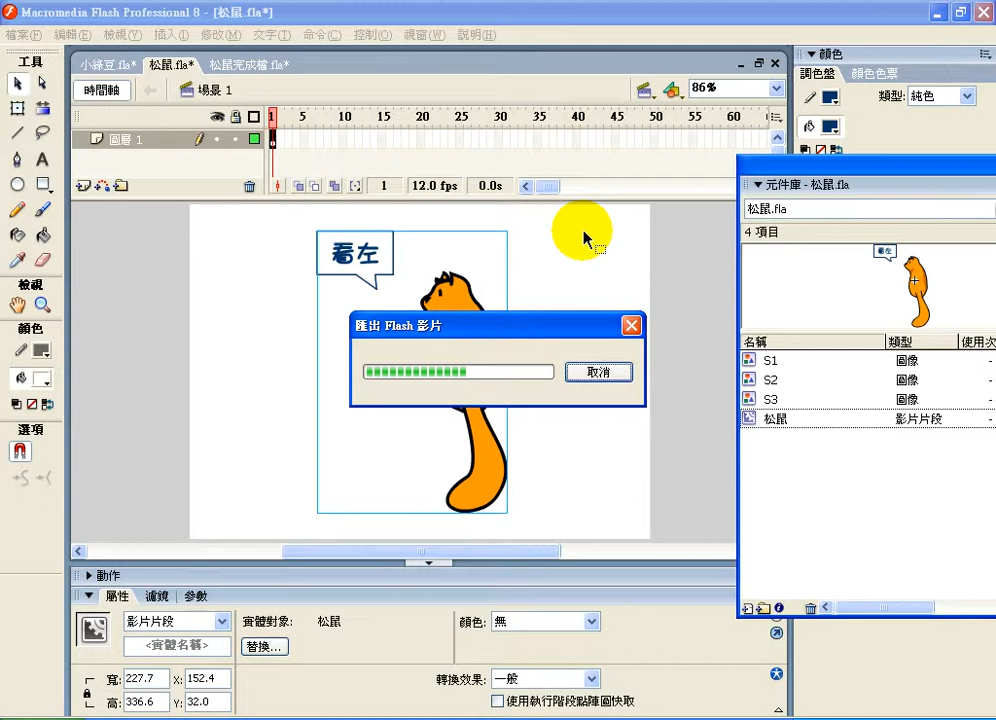 Macromedia Flash Professional 8 - [松鼠.fla*]
檔案(F) 編輯(E) 檢視(V) 插入(I) 修改(M) 文字(T) 命令(C) 控制(O) 視窗(W) 說明(H)
工具
小綠豆.fla* 松鼠.fla* 松鼠完成檔.fla*
時間軸 場景 1 86%
1 5 10 15 20 25 30 35 40 45 50 55 60
圖層 1
1 12.0 fps 0.0s
檢視
顏色
選項
看左
匯出 Flash 影片
取消
顏色
調色盤 顏色色票
類型: 純色
元件庫 - 松鼠.fla
松鼠.fla
4 項目
看左
名稱 類型 使用次
S1 圖像 -
S2 圖像 -
S3 圖像 -
松鼠 影片片段 -
動作
屬性 濾鏡 參數
影片片段 實體對象: 松鼠 顏色: 無
<實體名稱> 替換...
寬: 227.7 X: 152.4 轉換效果: 一般
高: 336.6 Y: 32.0 使用執行階段點陣圖快取